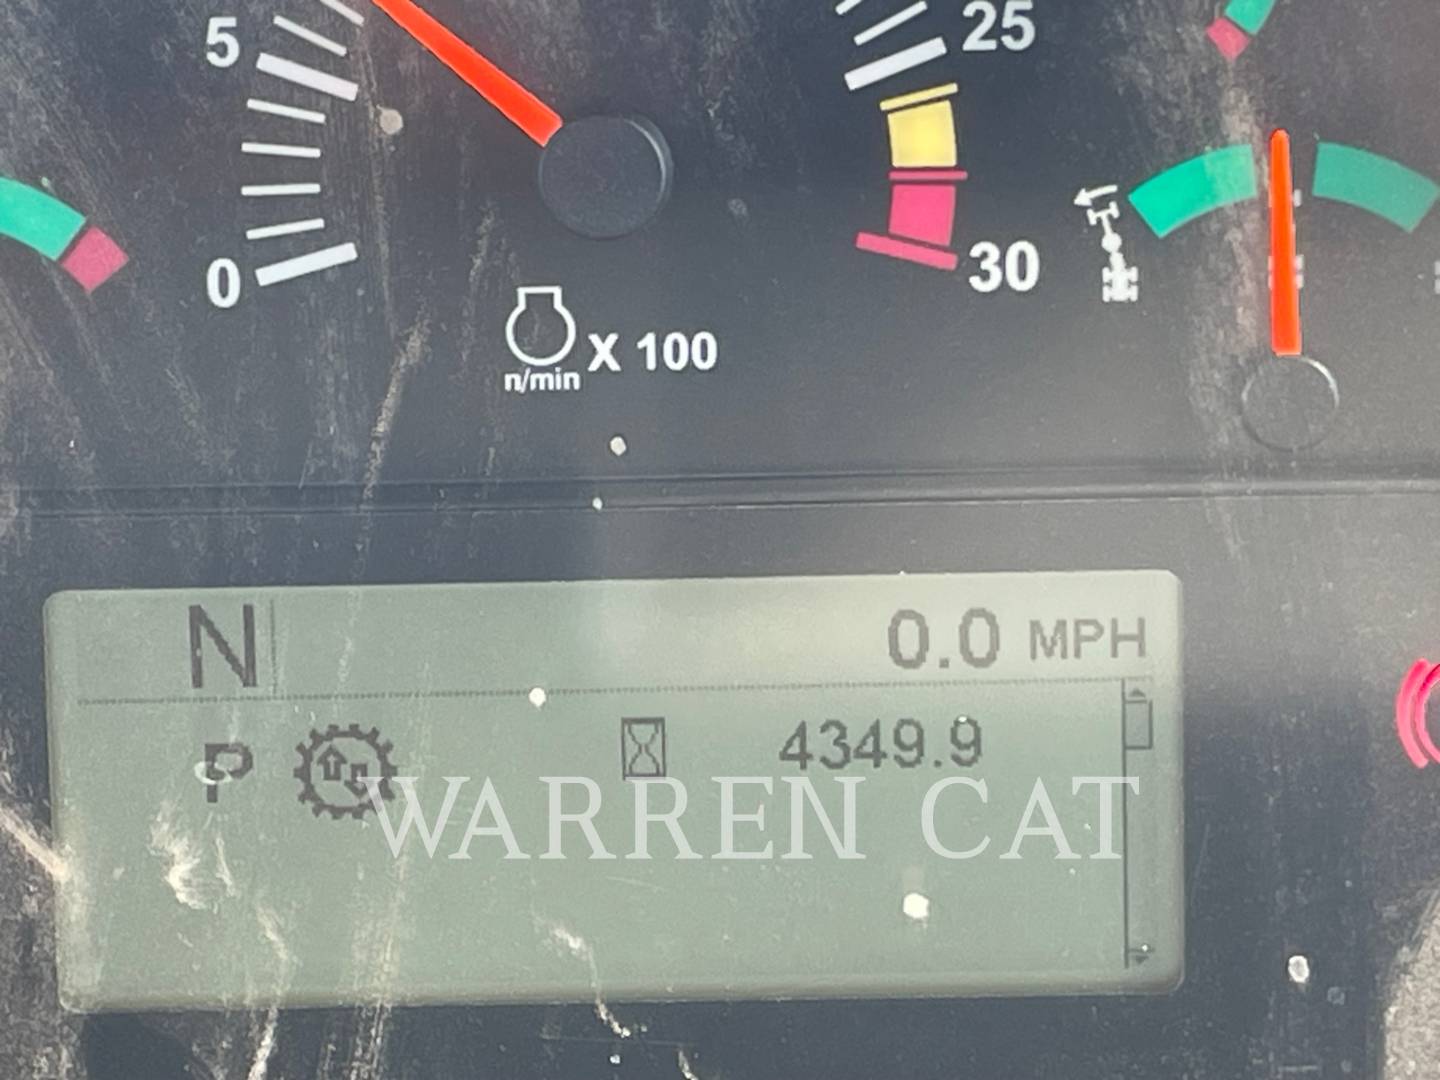 5
25
0
30
n/min X 100
N
0.0 MPH
P
4349.9
WARREN CAT